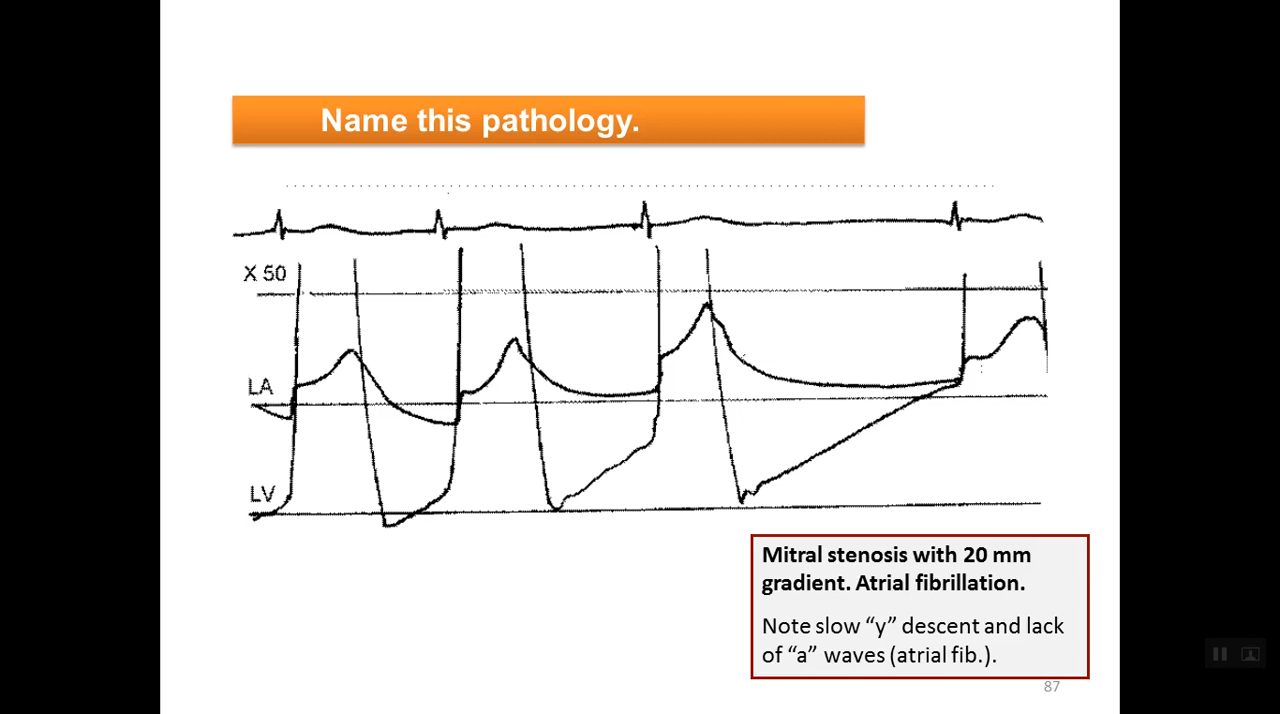 Name this pathology.
X 50
LA
LV
Mitral stenosis with 20 mm
gradient. Atrial fibrillation.
Note slow “y” descent and lack
of “a” waves (atrial fib.).
87